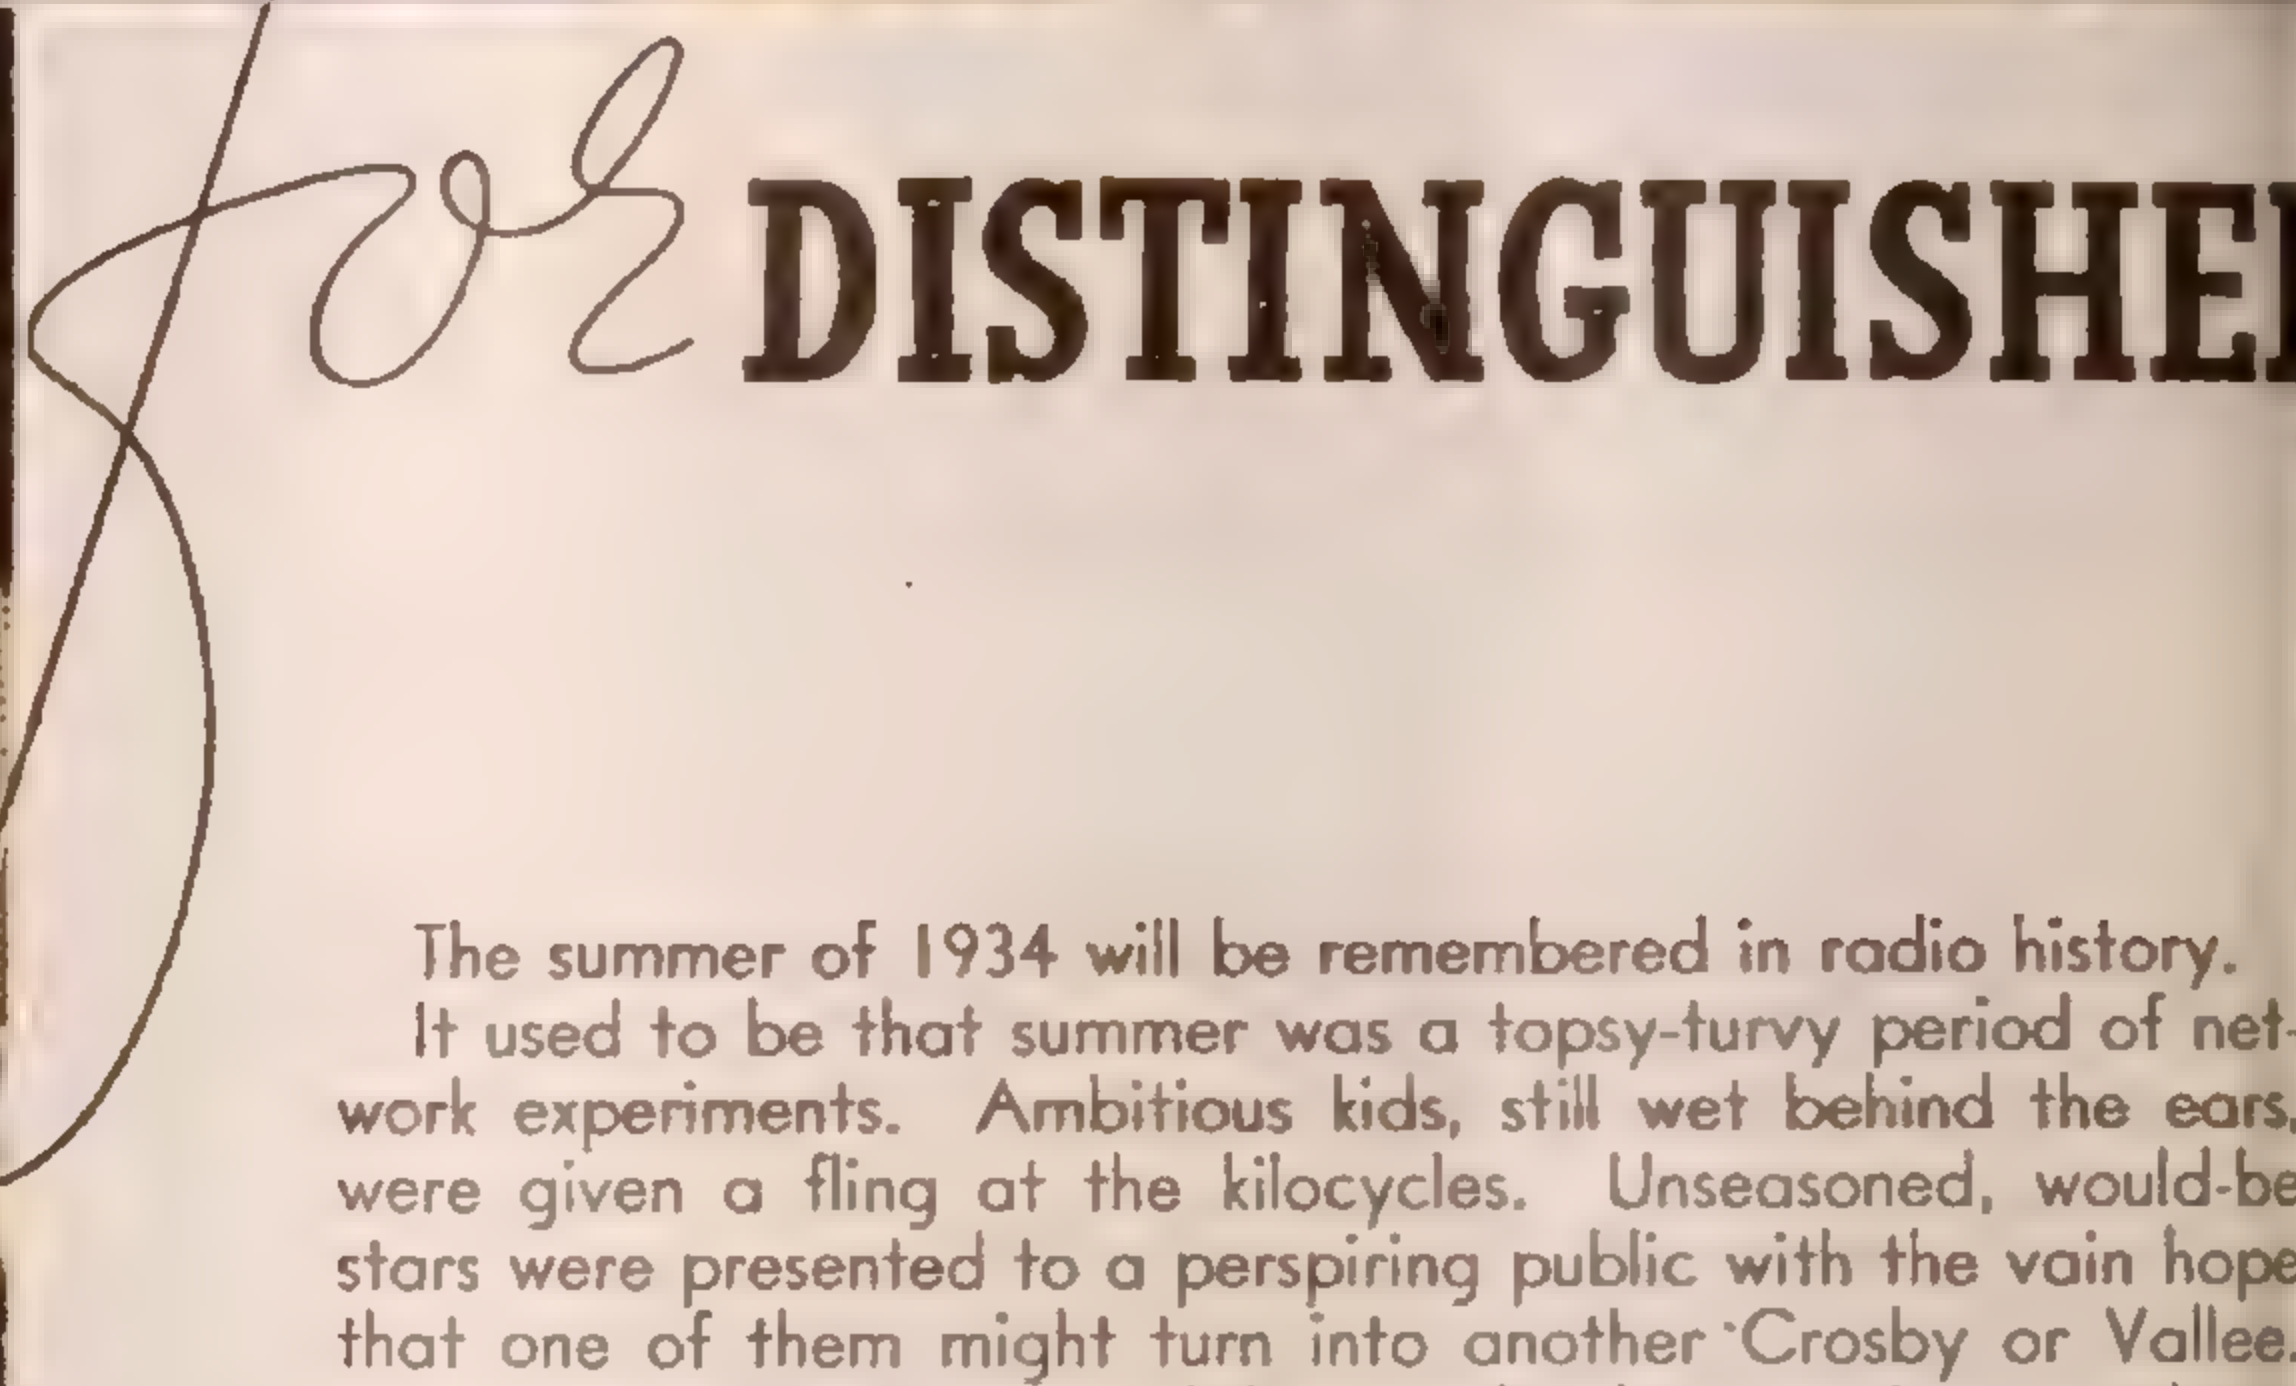 for DISTINGUISHE
The summer of 1934 will be remembered in radio history.
It used to be that summer was a topsy-turvy period of net-
work experiments. Ambitious kids, still wet behind the ears,
were given a fling at the kilocycles. Unseasoned, would-be
stars were presented to a perspiring public with the vain hope
that one of them might turn into another Crosby or Vallee.